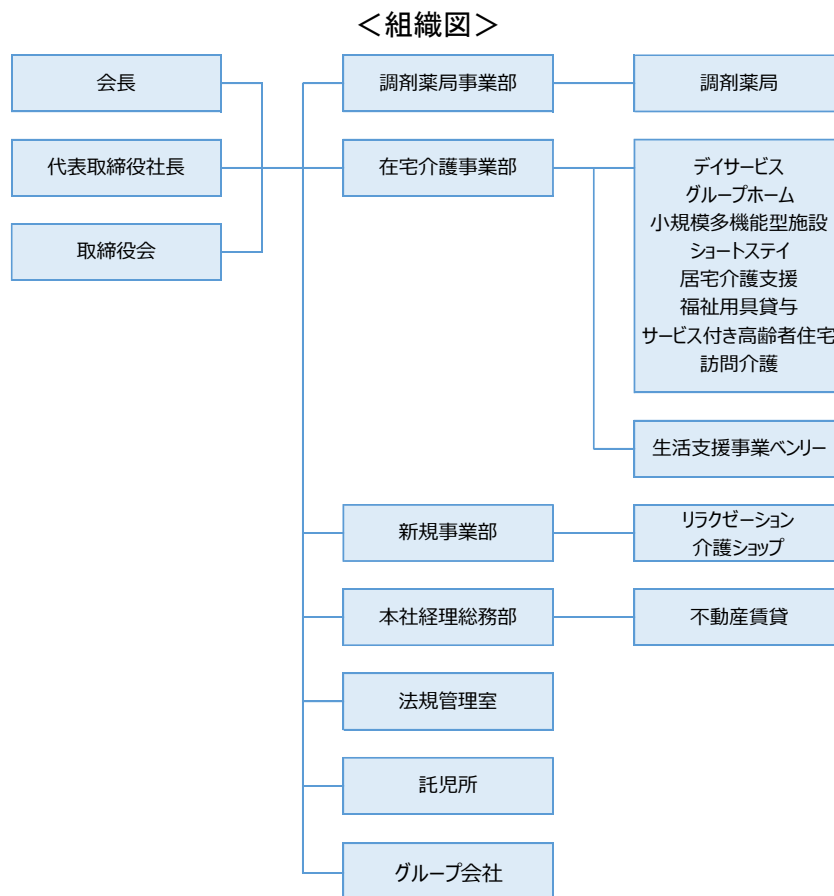 ＜組織図＞
会長
代表取締役社長
取締役会
調剤薬局事業部
調剤薬局
在宅介護事業部
デイサービス
グループホーム
小規模多機能型施設
ショートステイ
居宅介護支援
福祉用具貸与
サービス付き高齢者住宅
訪問介護
生活支援事業ベンリー
新規事業部
リラクゼーション
介護ショップ
本社経理総務部
不動産賃貸
法規管理室
託児所
グループ会社